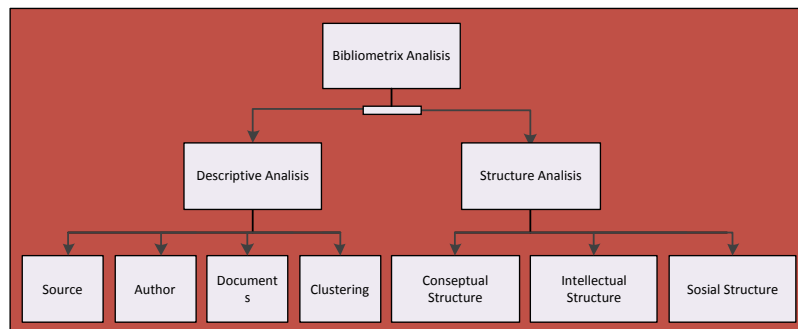 Bibliometrix Analisis
Descriptive Analisis
Structure Analisis
Source
Author
Document
s
Clustering
Conseptual
Structure
Intellectual
Structure
Sosial Structure